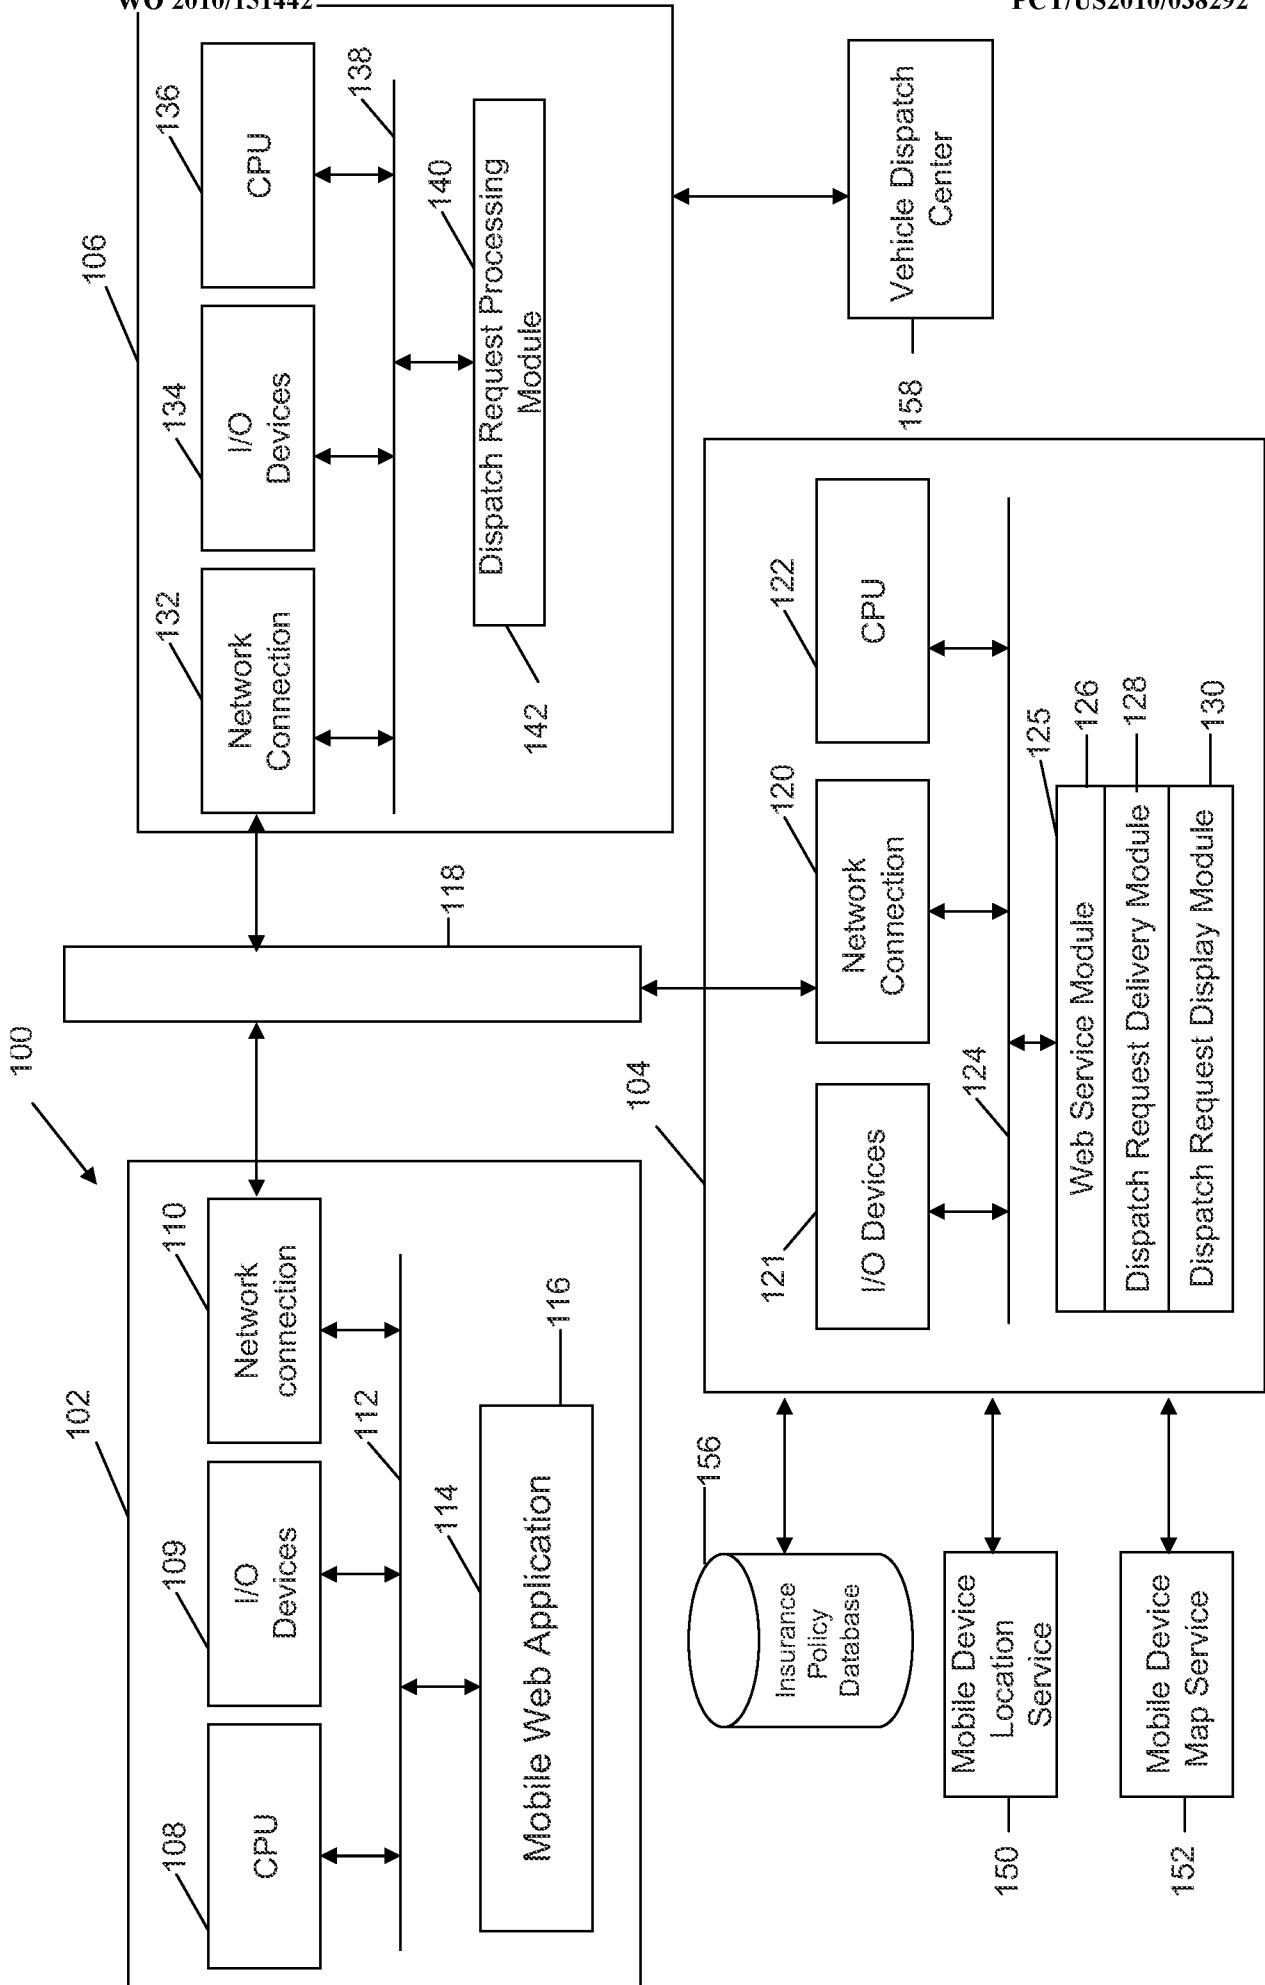 WO 2010/151442
PCT/US2010/038292
100
102
108
CPU
109
I/O
Devices
110
Network
connection
112
114
Mobile Web Application
116
118
106
132
Network
Connection
134
I/O
Devices
136
CPU
138
140
Dispatch Request Processing
Module
142
156
Insurance
Policy
Database
Mobile Device
Location
Service
150
Mobile Device
Map Service
152
104
121
I/O Devices
120
Network
Connection
122
CPU
124
125
Web Service Module
126
Dispatch Request Delivery Module
128
Dispatch Request Display Module
130
158
Vehicle Dispatch
Center